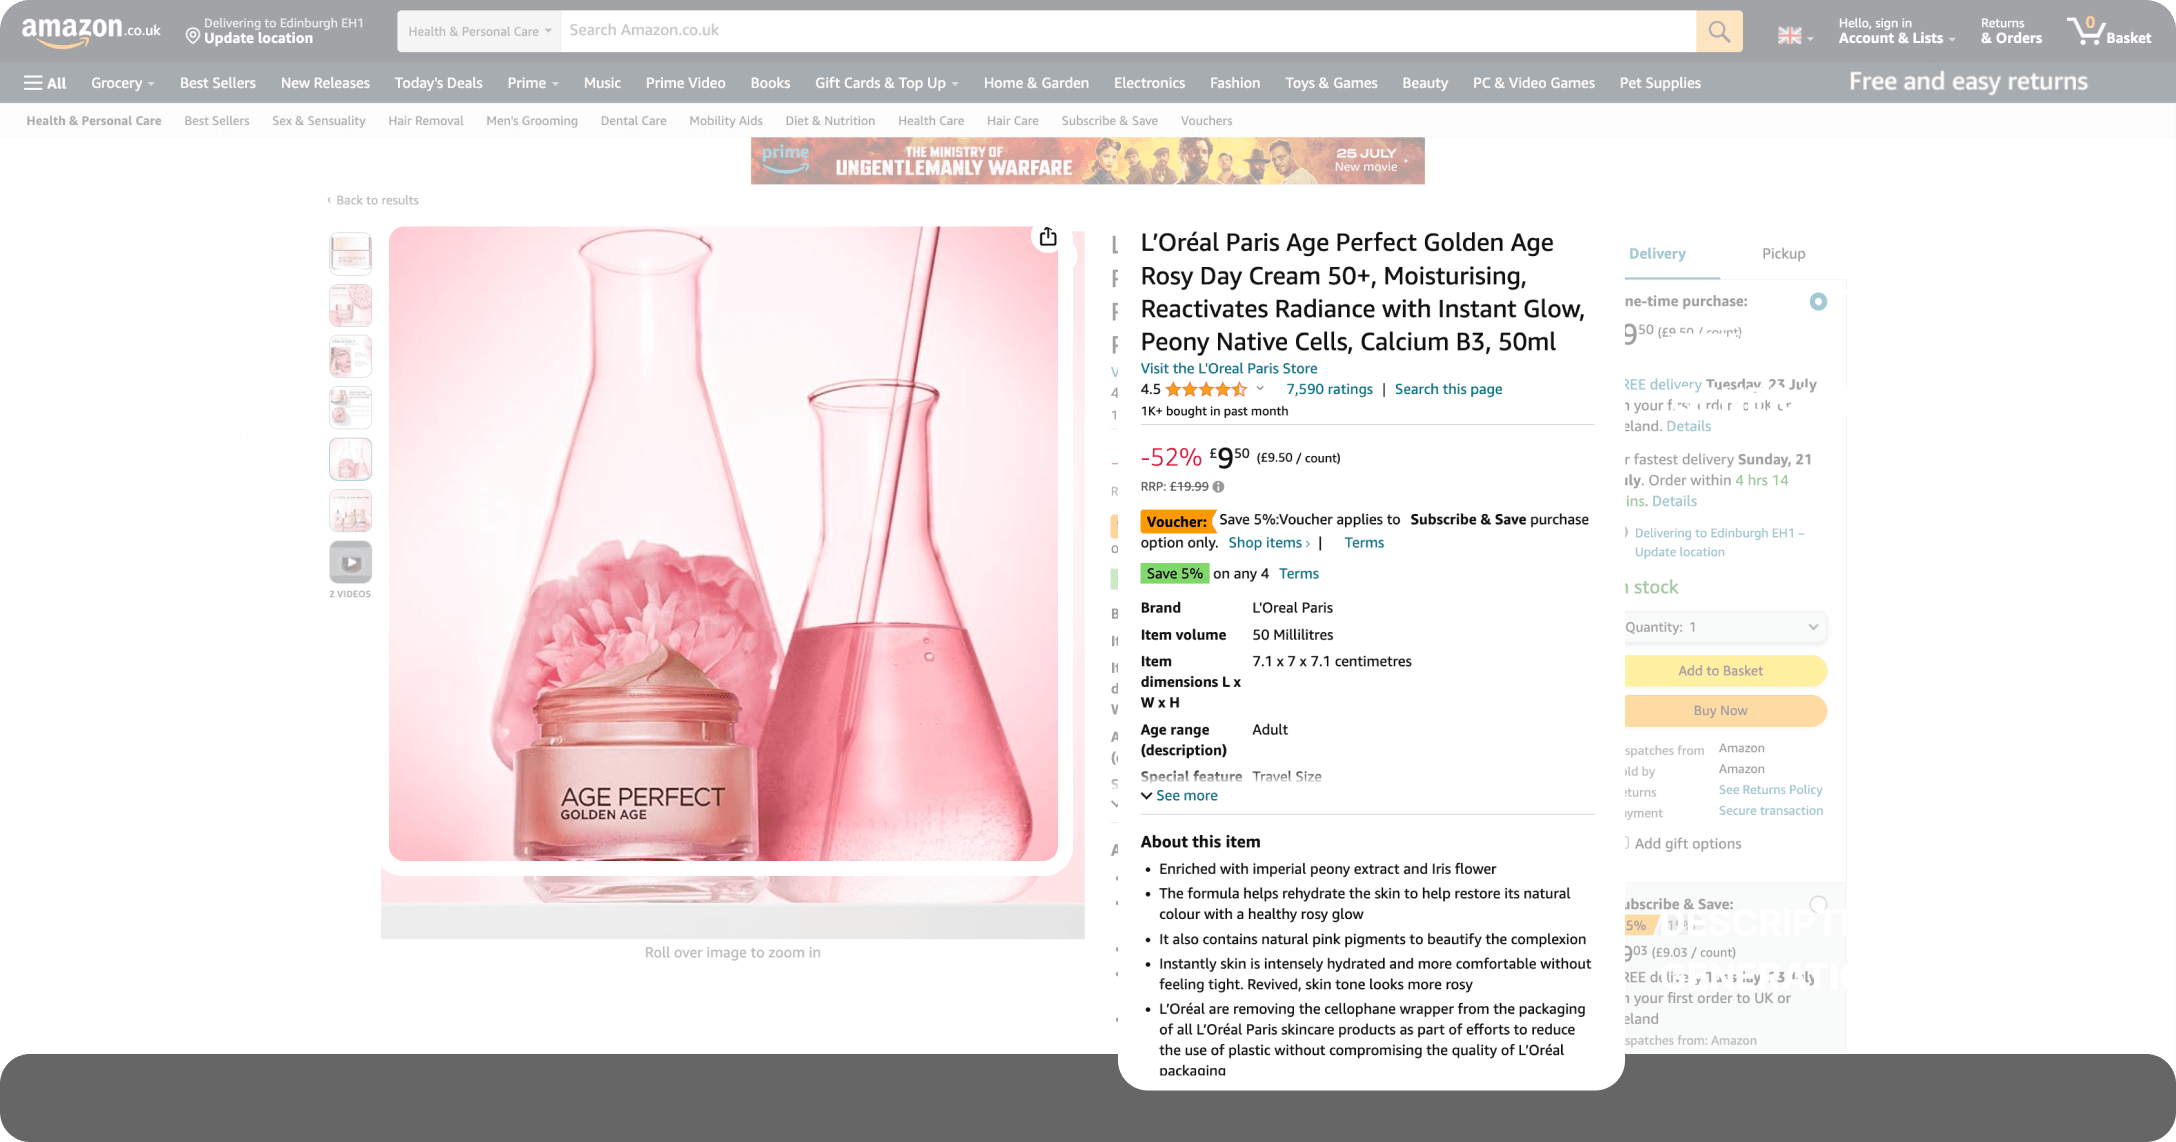 amazon.co.uk
Delivering to Edinburgh EH1
Update location
Health & Personal Care
Search Amazon.co.uk
Hello, sign in
Account & Lists
Returns
& Orders
0
Basket
All
Grocery
Best Sellers
New Releases
Today's Deals
Prime
Music
Prime Video
Books
Gift Cards & Top Up
Home & Garden
Electronics
Fashion
Toys & Games
Beauty
PC & Video Games
Pet Supplies
Free and easy returns
Health & Personal Care
Best Sellers
Sex & Sensuality
Hair Removal
Men's Grooming
Dental Care
Mobility Aids
Diet & Nutrition
Health Care
Hair Care
Subscribe & Save
Vouchers
prime
THE MINISTRY OF
UNGENTLEMANLY WARFARE
25 JULY
New movie
‹ Back to results
2 VIDEOS
AGE PERFECT
GOLDEN AGE
Roll over image to zoom in
L’Oréal Paris Age Perfect Golden Age
Rosy Day Cream 50+, Moisturising,
Reactivates Radiance with Instant Glow,
Peony Native Cells, Calcium B3, 50ml
Visit the L'Oreal Paris Store
4.5
7,590 ratings | Search this page
1K+ bought in past month
-52% £950 (£9.50 / count)
RRP: £19.99
Voucher: Save 5%:Voucher applies to Subscribe & Save purchase
option only. Shop items › | Terms
Save 5% on any 4 Terms
Brand L'Oreal Paris
Item volume 50 Millilitres
Item
dimensions L x
W x H
7.1 x 7 x 7.1 centimetres
Age range
(description)
Adult
Special feature Travel Size
See more
About this item
• Enriched with imperial peony extract and Iris flower
• The formula helps rehydrate the skin to help restore its natural
colour with a healthy rosy glow
• It also contains natural pink pigments to beautify the complexion
• Instantly skin is intensely hydrated and more comfortable without
feeling tight. Revived, skin tone looks more rosy
• L’Oréal are removing the cellophane wrapper from the packaging
of all L’Oréal Paris skincare products as part of efforts to reduce
the use of plastic without compromising the quality of L’Oréal
packaging
Delivery
Pickup
ne-time purchase:
950 (£9.50 / count)
REE delivery Tuesday, 23 July
your first order to UK or
eland. Details
r fastest delivery Sunday, 21
uly. Order within 4 hrs 14
ins. Details
Delivering to Edinburgh EH1 –
Update location
stock
Quantity: 1
Add to Basket
Buy Now
spatches from Amazon
ld by Amazon
turns See Returns Policy
yment Secure transaction
Add gift options
ubscribe & Save:
5% 15%
DESCRIPTI
903 (£9.03 / count)
REE delivery Tuesday, 23 July
GENERATIO
your first order to UK or
eland
spatches from: Amazon